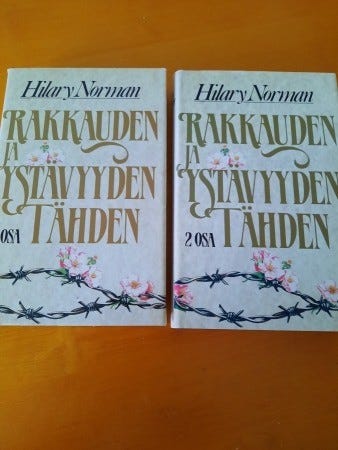 Hilary Norman
RAKKAUDEN
JA
YSTÄVYYDEN
TÄHDEN
OSA
Hilary Norman
RAKKAUDEN
JA
YSTÄVYYDEN
TÄHDEN
2. OSA